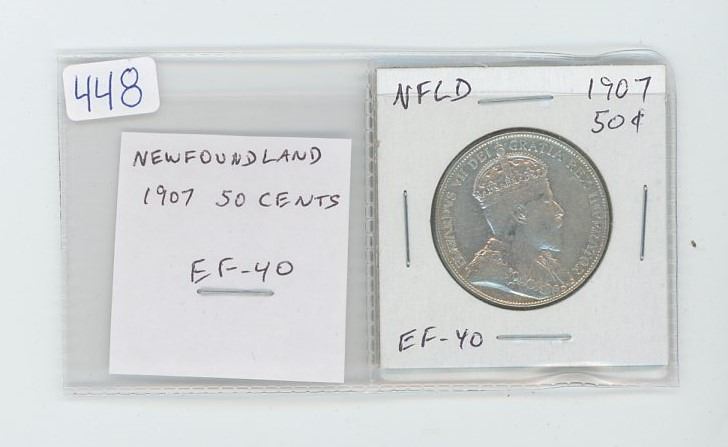 448
NEWFOUNDLAND
1907 50 CENTS
EF-40
NFLD 1907
50¢
EDWARDVS VII DEI GRATIA REX IMPERATOR
EF-40